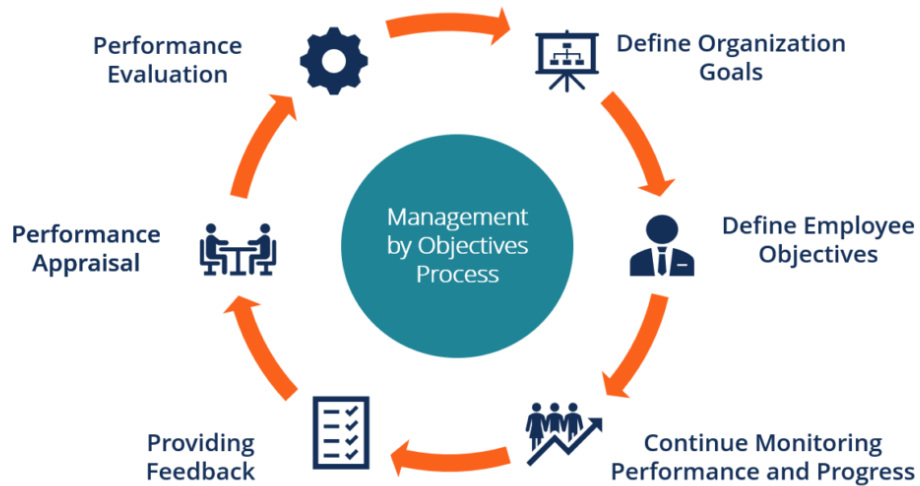 Performance
Evaluation
Define Organization
Goals
Management
by Objectives
Process
Define Employee
Objectives
Performance
Appraisal
Continue Monitoring
Performance and Progress
Providing
Feedback